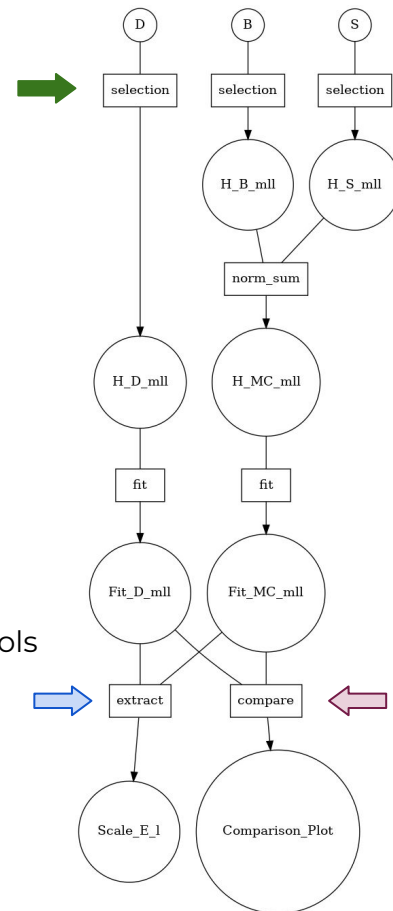 D B S
selection selection selection
H_B_mll H_S_mll
norm_sum
H_D_mll H_MC_mll
fit fit
Fit_D_mll Fit_MC_mll
ols
extract compare
Scale_E_l Comparison_Plot